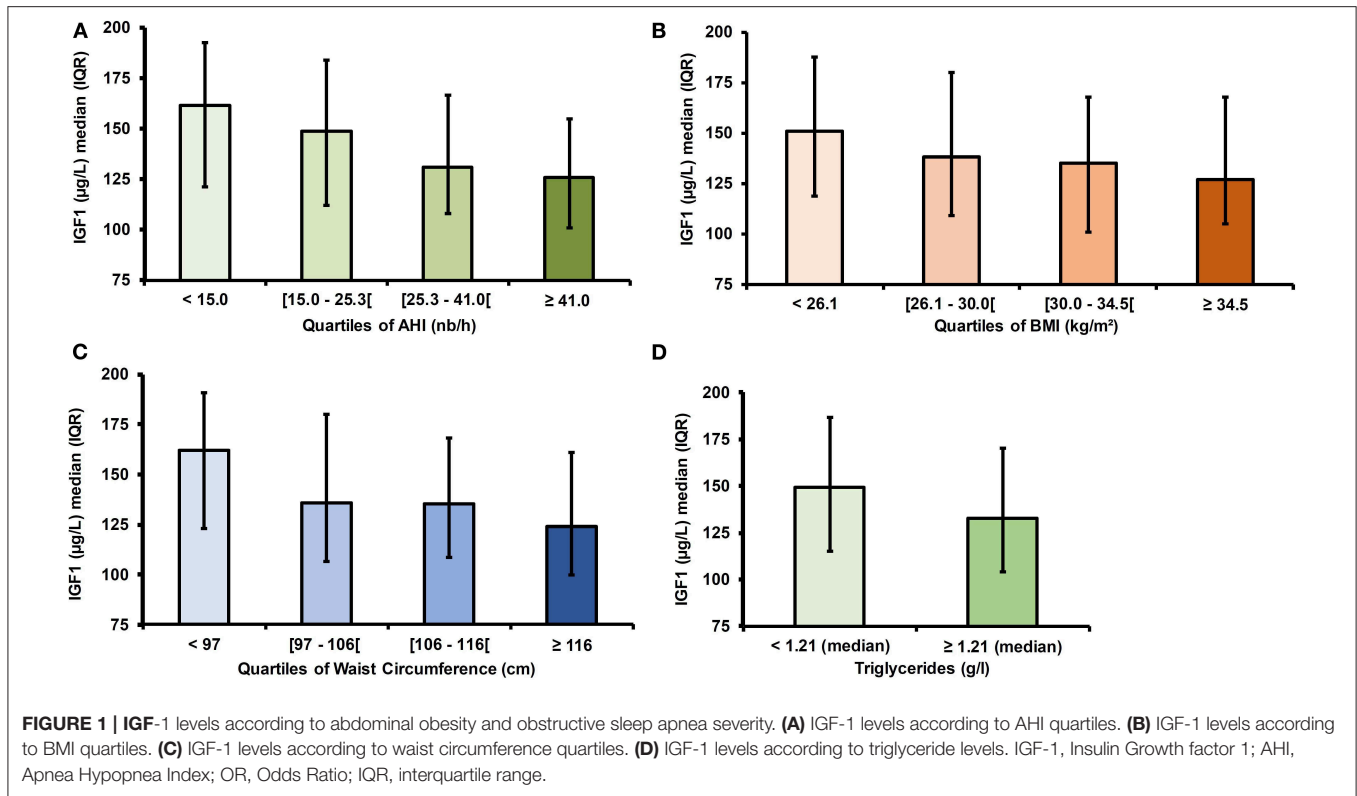 A
IGF1 (µg/L) median (IQR)
200
175
150
125
100
75
< 15.0 [15.0 - 25.3[ [25.3 - 41.0[ ≥ 41.0
Quartiles of AHI (nb/h)
B
IGF1 (µg/L) median (IQR)
200
175
150
125
100
75
< 26.1 [26.1 - 30.0[ [30.0 - 34.5[ ≥ 34.5
Quartiles of BMI (kg/m²)
C
IGF1 (µg/L) median (IQR)
200
175
150
125
100
75
< 97 [97 - 106[ [106 - 116[ ≥ 116
Quartiles of Waist Circumference (cm)
D
IGF1 (µg/L) median (IQR)
200
175
150
125
100
75
< 1.21 (median) ≥ 1.21 (median)
Triglycerides (g/l)
FIGURE 1 | IGF-1 levels according to abdominal obesity and obstructive sleep apnea severity. (A) IGF-1 levels according to AHI quartiles. (B) IGF-1 levels according
to BMI quartiles. (C) IGF-1 levels according to waist circumference quartiles. (D) IGF-1 levels according to triglyceride levels. IGF-1, Insulin Growth factor 1; AHI,
Apnea Hypopnea Index; OR, Odds Ratio; IQR, interquartile range.